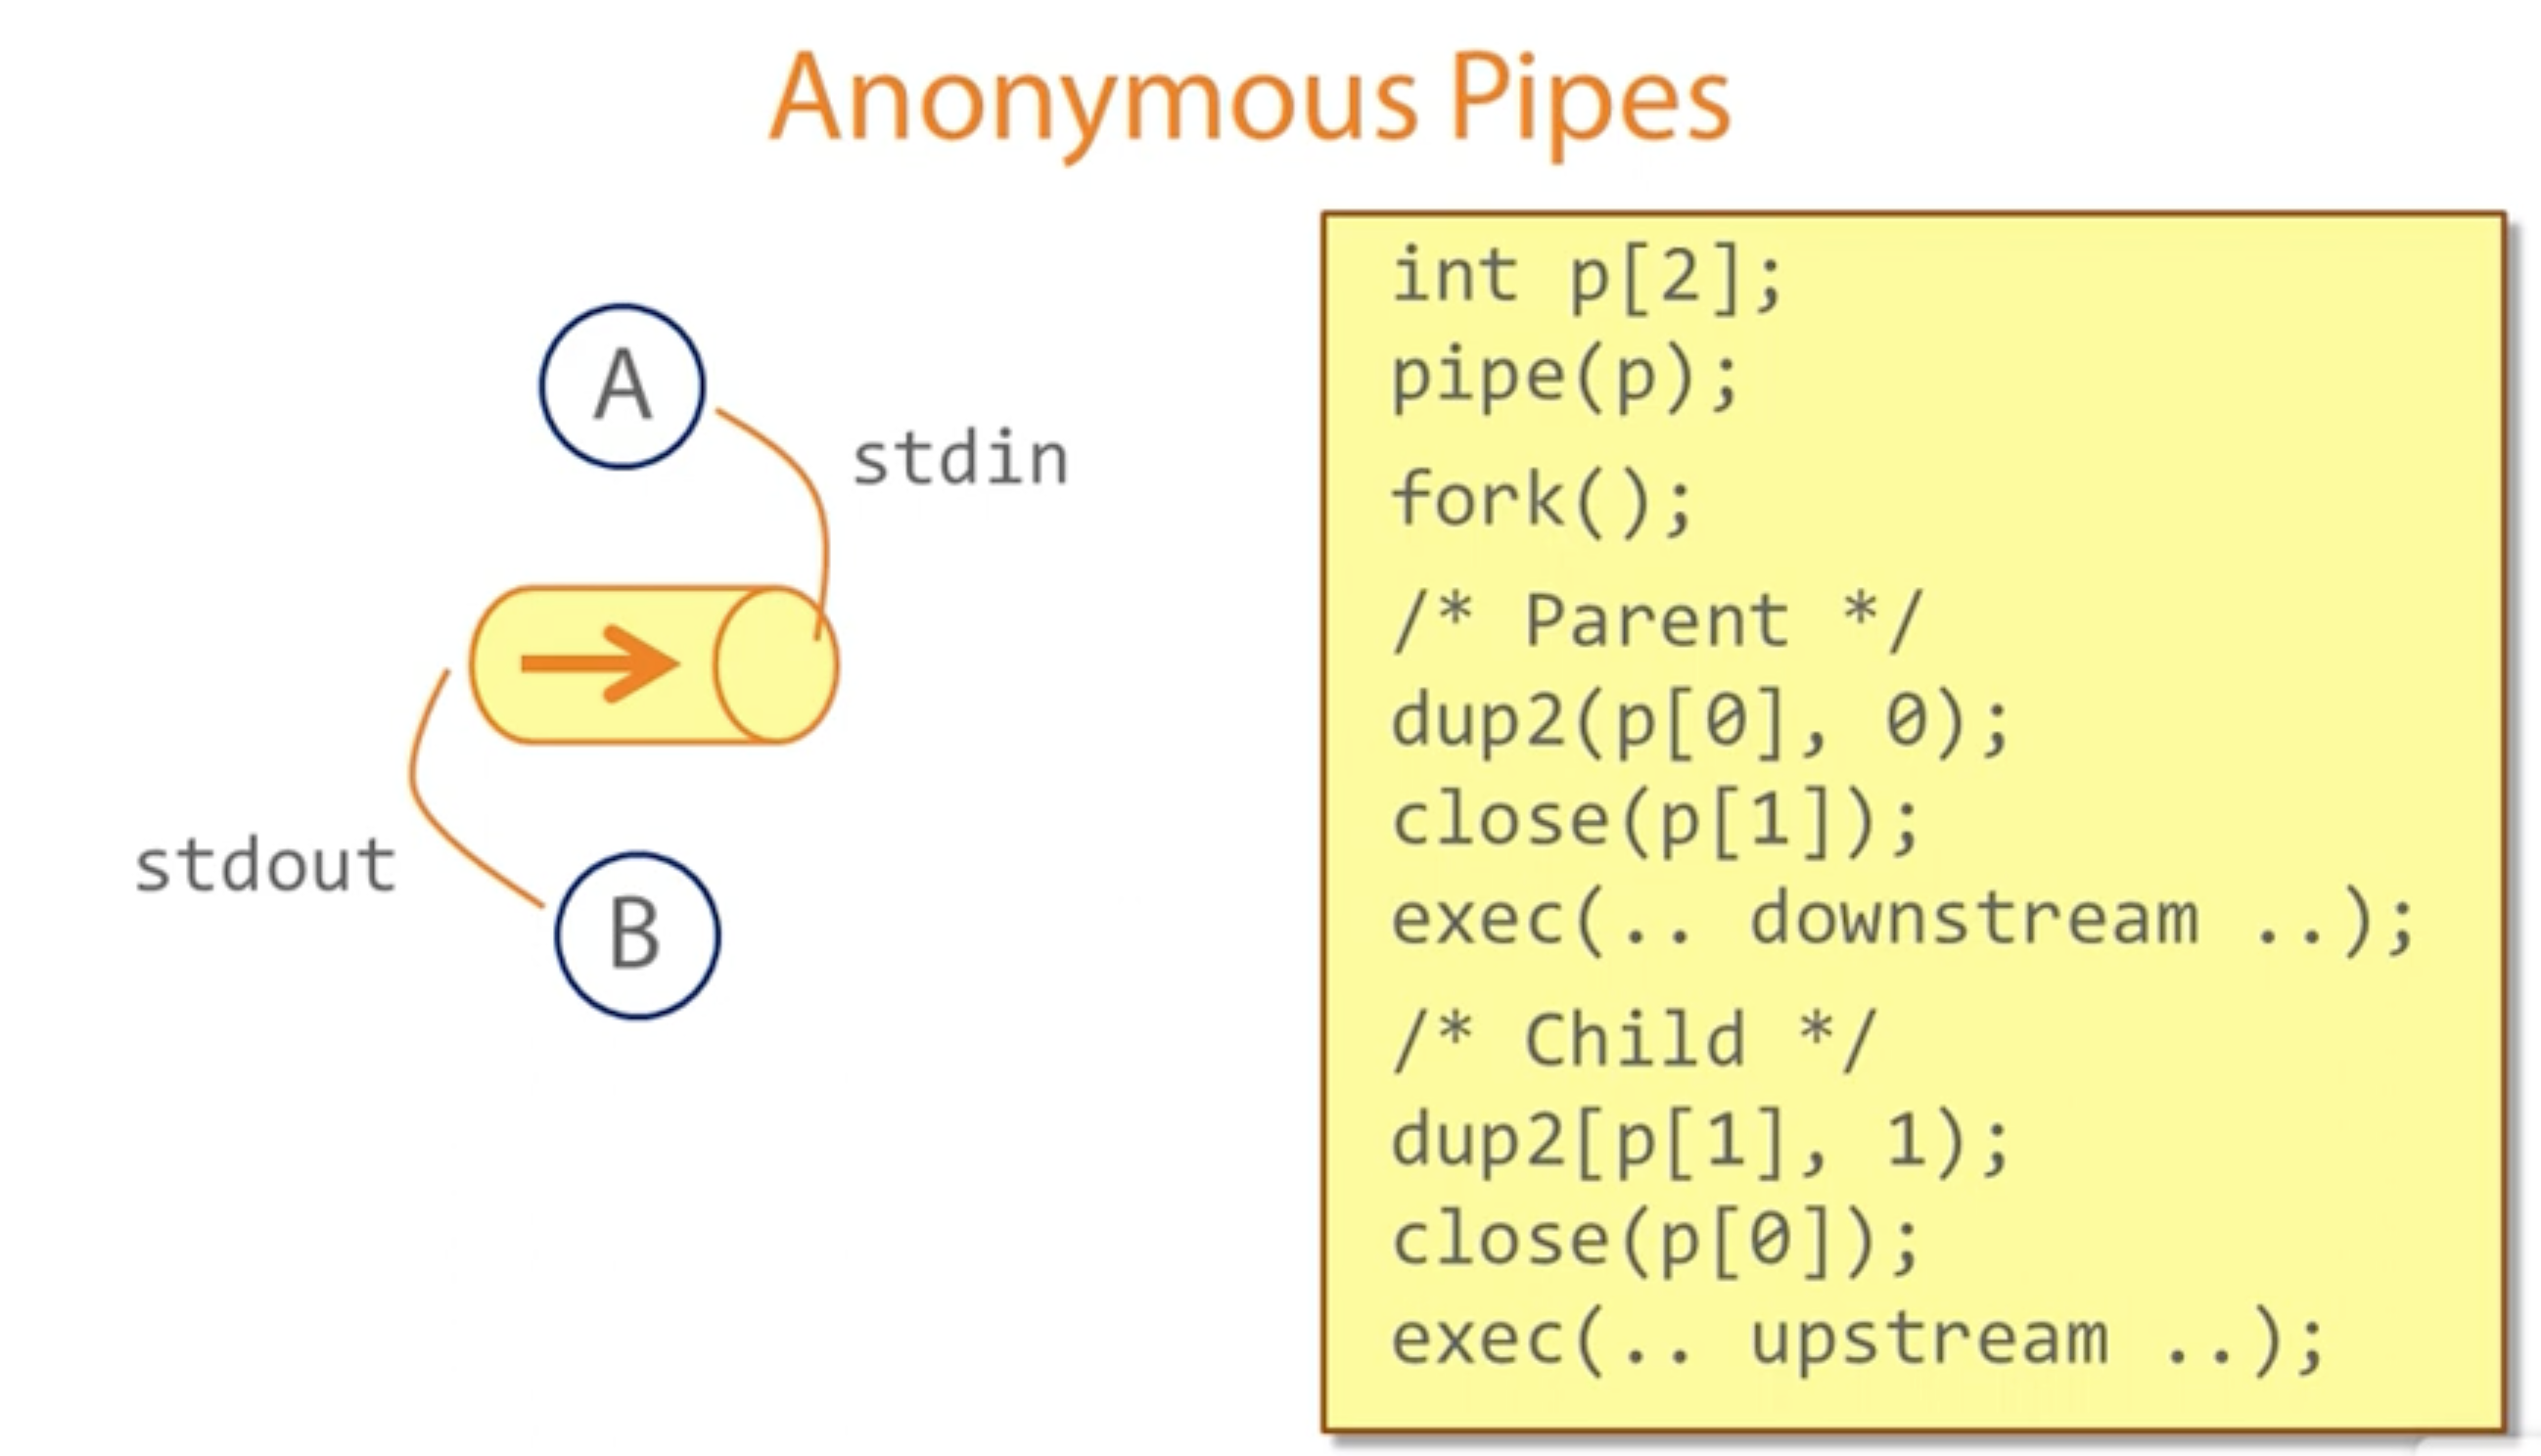 Anonymous Pipes
A
stdin
stdout
B
int p[2];
pipe(p);
fork();
/* Parent */
dup2(p[0], 0);
close(p[1]);
exec(.. downstream ..);
/* Child */
dup2[p[1], 1);
close(p[0]);
exec(.. upstream ..);